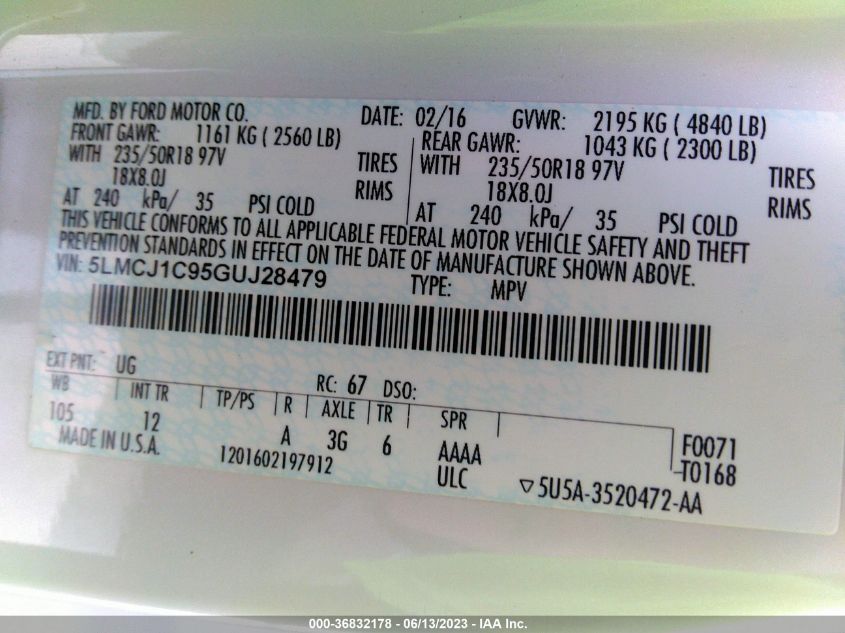 MFD. BY FORD MOTOR CO. DATE: 02/16 GVWR: 2195 KG ( 4840 LB)
FRONT GAWR: 1161 KG ( 2560 LB) REAR GAWR: 1043 KG ( 2300 LB)
WITH 235/50R18 97V TIRES WITH 235/50R18 97V TIRES
18X8.0J RIMS 18X8.0J RIMS
AT 240 kPa/ 35 PSI COLD AT 240 kPa/ 35 PSI COLD
THIS VEHICLE CONFORMS TO ALL APPLICABLE FEDERAL MOTOR VEHICLE SAFETY AND THEFT
PREVENTION STANDARDS IN EFFECT ON THE DATE OF MANUFACTURE SHOWN ABOVE.
VIN: 5LMCJ1C95GUJ28479 TYPE: MPV
EXT PNT: UG RC: 67 DSO:
WB INT TR TP/PS R AXLE TR SPR
105 12 A 3G 6 AAAA F0071
MADE IN U.S.A. 1201602197912 ULC T0168
▽5U5A-3520472-AA
000-36832178 - 06/13/2023 - IAA Inc.